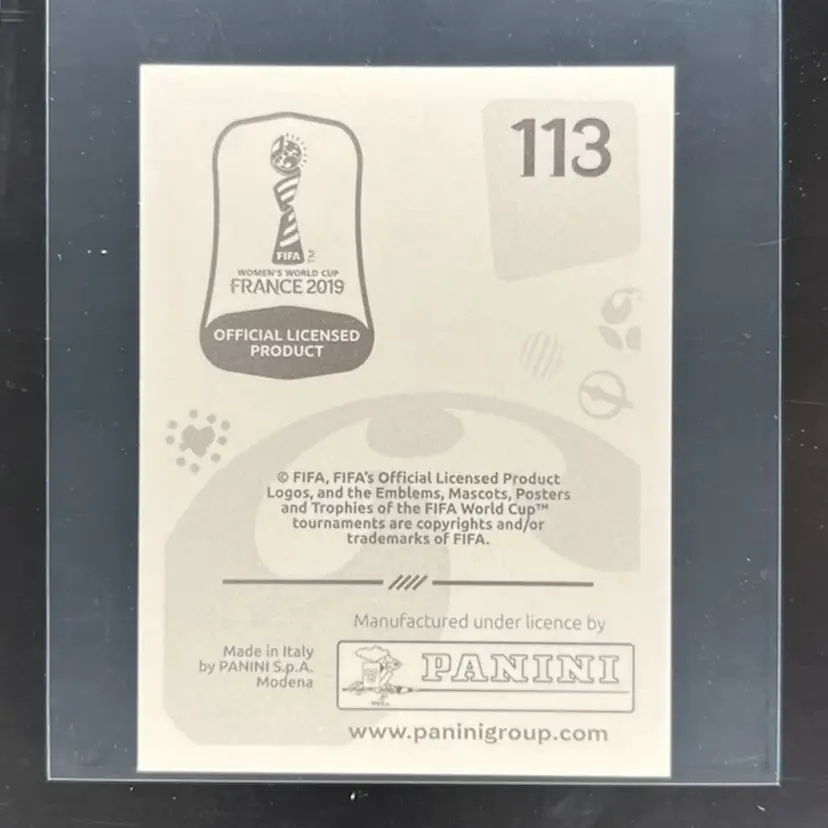 113
FIFA
TM
WOMEN'S WORLD CUP
FRANCE 2019
OFFICIAL LICENSED
PRODUCT
© FIFA, FIFA's Official Licensed Product
Logos, and the Emblems, Mascots, Posters
and Trophies of the FIFA World Cup™
tournaments are copyrights and/or
trademarks of FIFA.
Manufactured under licence by
Made in Italy
by PANINI S.p.A.
Modena
PANINI
www.paninigroup.com